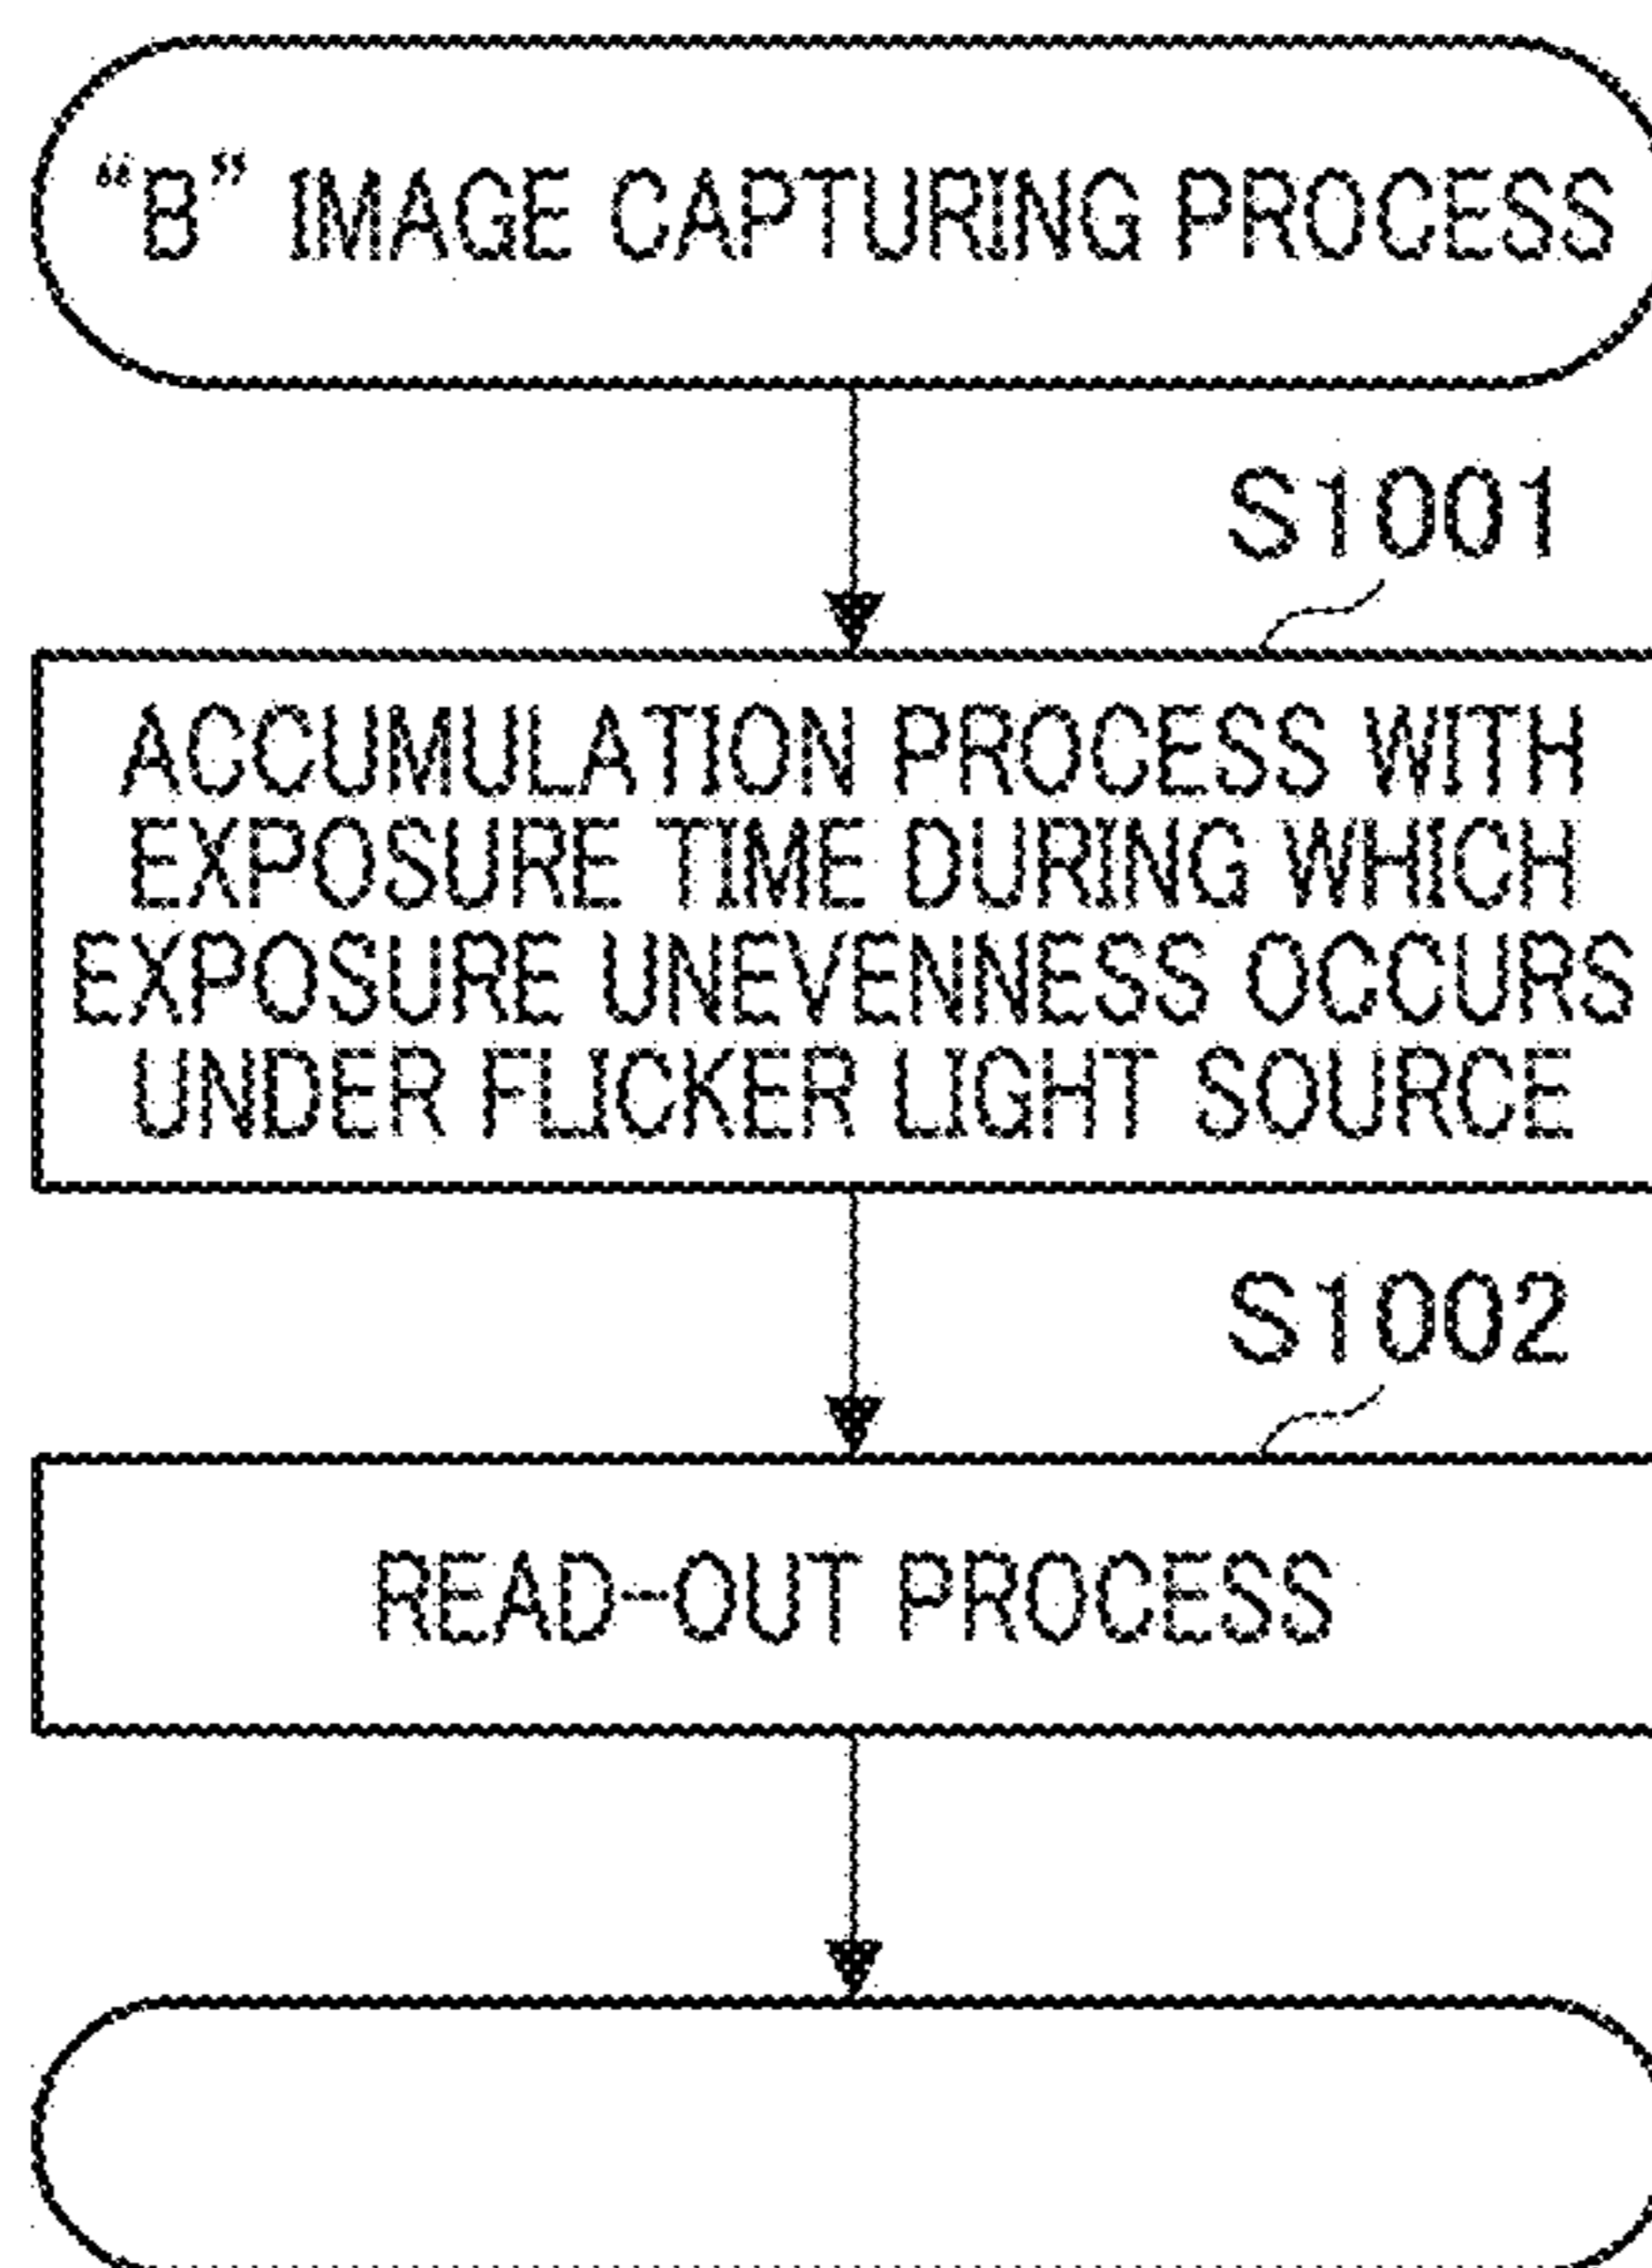 “B” IMAGE CAPTURING PROCESS
S1001
ACCUMULATION PROCESS WITH
EXPOSURE TIME DURING WHICH
EXPOSURE UNEVENNESS OCCURS
UNDER FLICKER LIGHT SOURCE
S1002
READ-OUT PROCESS